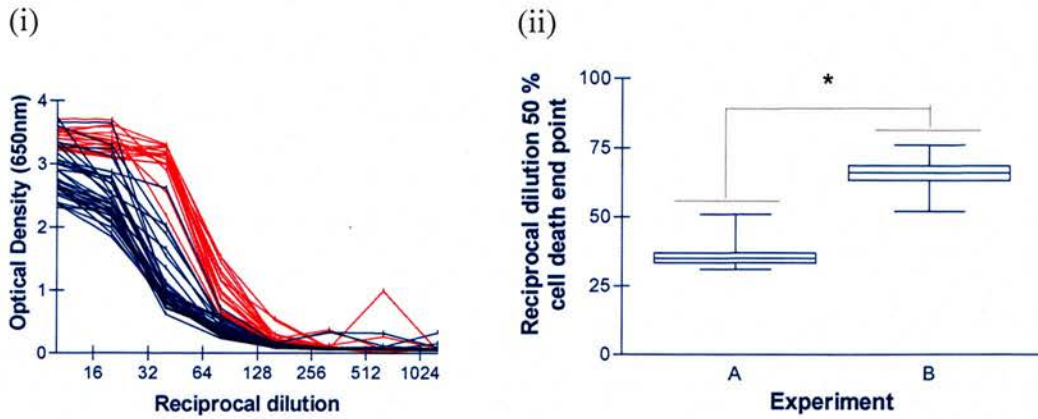 (i)
(ii)
Optical Density (650nm)
4
3
2
1
0
16 32 64 128 256 512 1024
Reciprocal dilution
Reciprocal dilution 50 %
cell death end point
100
75
50
25
0
*
A B
Experiment